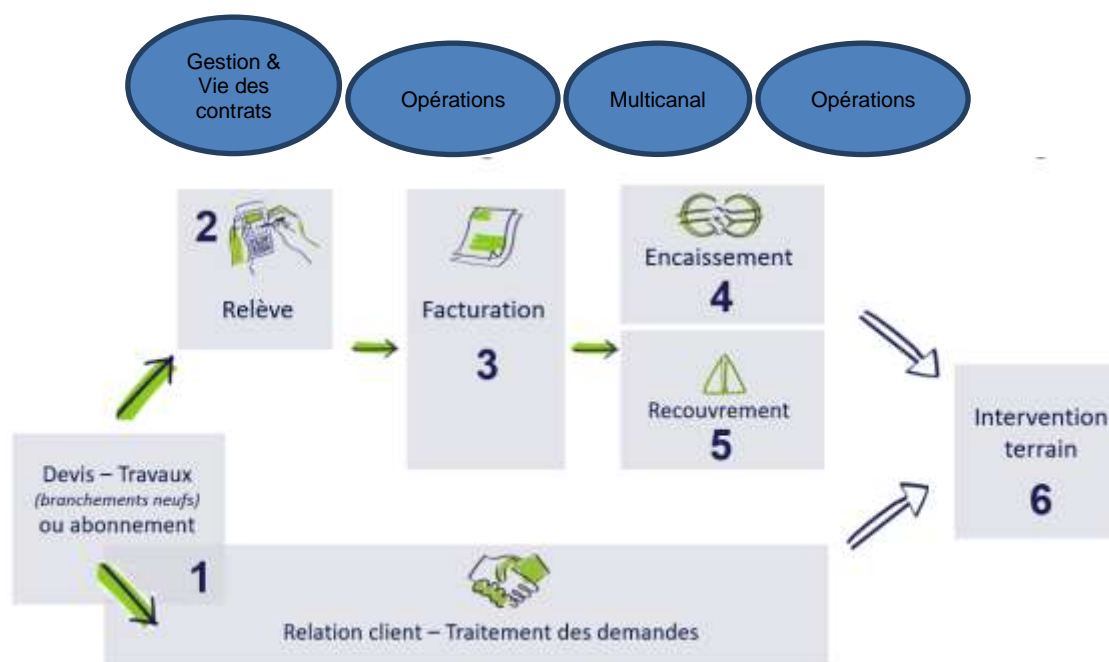 Gestion &
Vie des
contrats
Opérations
Multicanal
Opérations
2
Relève
Facturation
3
Encaissement
4
Recouvrement
5
Intervention
terrain
6
Devis – Travaux
(branchements neufs)
ou abonnement
1
Relation client – Traitement des demandes